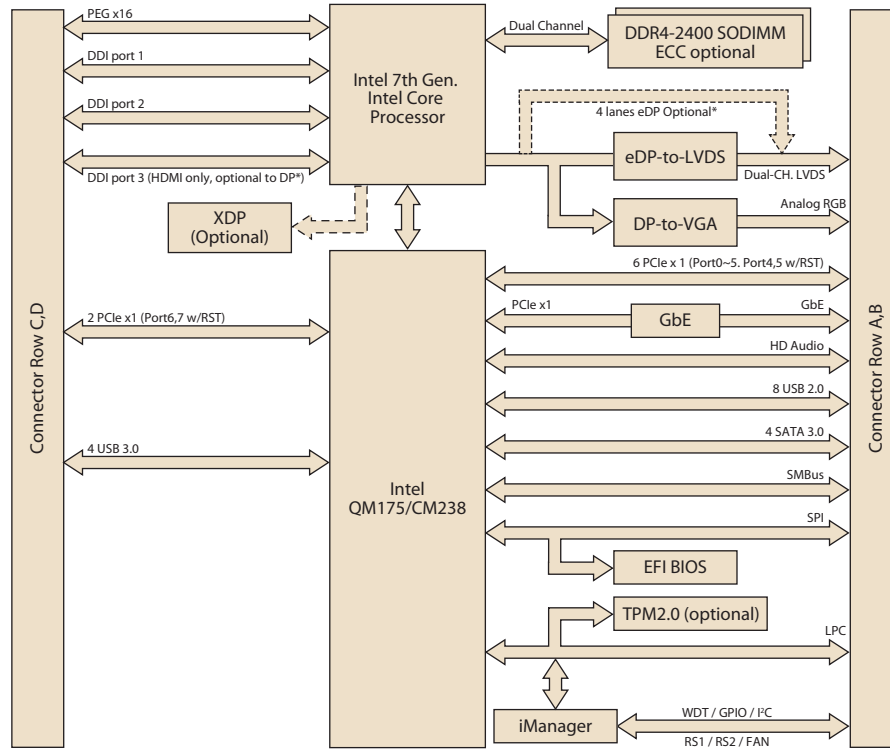 PEG x16
DDI port 1
DDI port 2
DDI port 3 (HDMI only, optional to DP*)
Connector Row C,D
Intel 7th Gen.
Intel Core
Processor
Dual Channel
DDR4-2400 SODIMM
ECC optional
4 lanes eDP Optional*
eDP-to-LVDS
Dual-CH. LVDS
DP-to-VGA
Analog RGB
XDP
(Optional)
2 PCIe x1 (Port6,7 w/RST)
4 USB 3.0
Intel
QM175/CM238
6 PCIe x 1 (Port0~5. Port4,5 w/RST)
PCIe x1
GbE
GbE
HD Audio
8 USB 2.0
4 SATA 3.0
SMBus
SPI
EFI BIOS
TPM2.0 (optional)
LPC
iManager
WDT / GPIO / I²C
RS1 / RS2 / FAN
Connector Row A,B